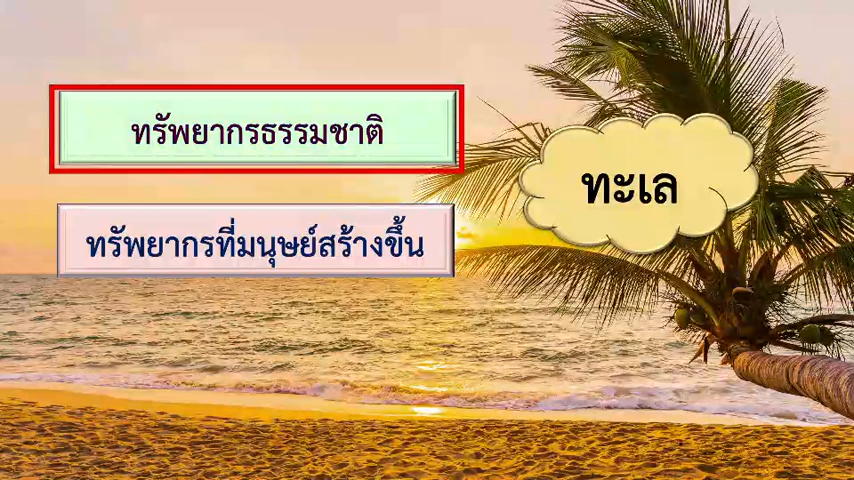 ทรัพยากรธรรมชาติ
ทรัพยากรที่มนุษย์สร้างขึ้น
ทะเล